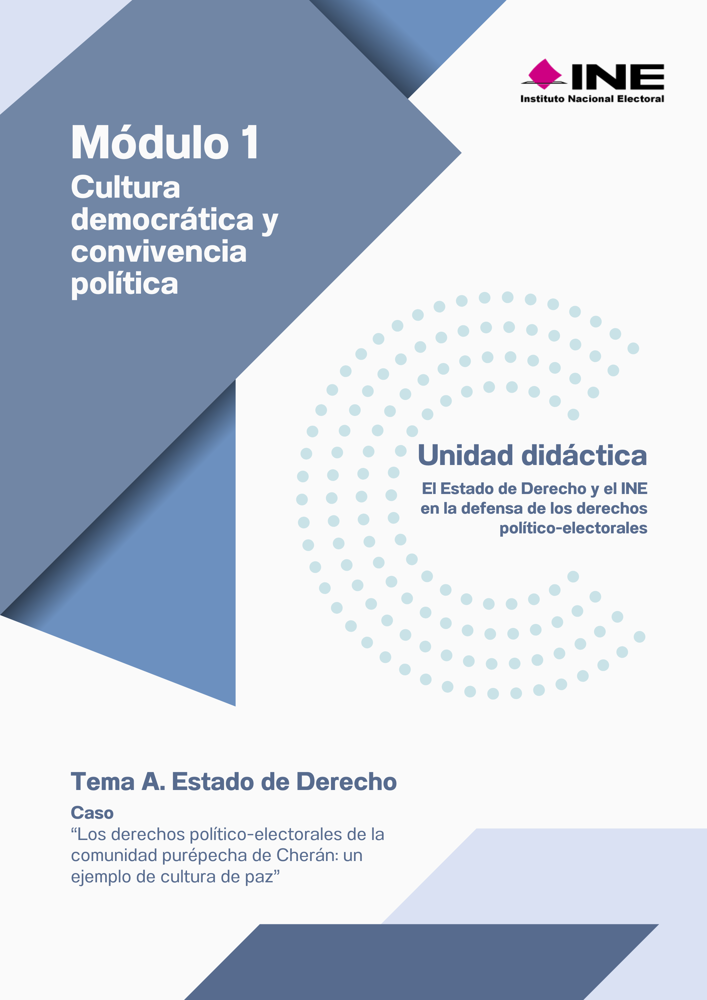 INE
Instituto Nacional Electoral
Módulo 1
Cultura
democrática y
convivencia
política
Unidad didáctica
El Estado de Derecho y el INE
en la defensa de los derechos
político-electorales
Tema A. Estado de Derecho
Caso
“Los derechos político-electorales de la
comunidad purépecha de Cherán: un
ejemplo de cultura de paz”